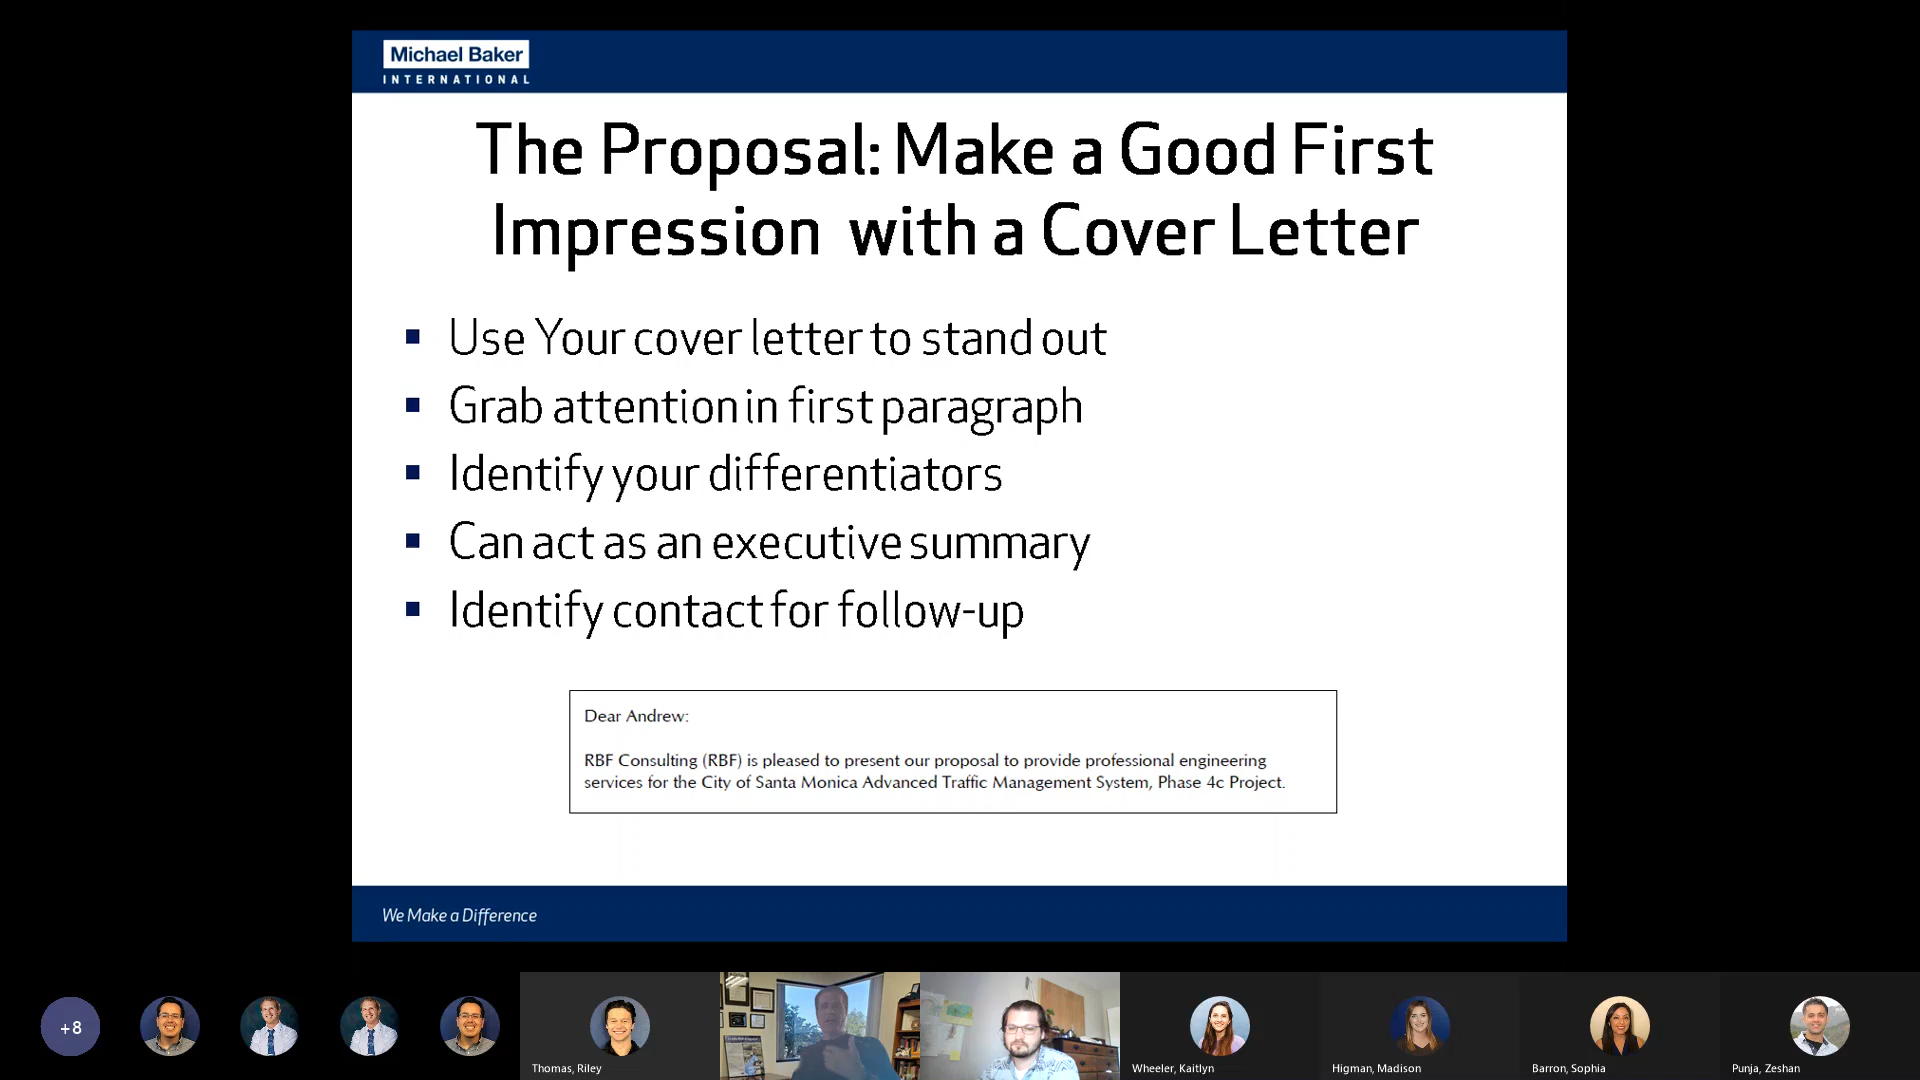 Michael Baker
INTERNATIONAL
The Proposal: Make a Good First
Impression with a Cover Letter
Use Your cover letter to stand out
Grab attention in first paragraph
Identify your differentiators
Can act as an executive summary
Identify contact for follow-up
Dear Andrew:
RBF Consulting (RBF) is pleased to present our proposal to provide professional engineering
services for the City of Santa Monica Advanced Traffic Management System, Phase 4c Project.
We Make a Difference
+8
Thomas, Riley
Wheeler, Kaitlyn
Higman, Madison
Barron, Sophia
Punja, Zeshan